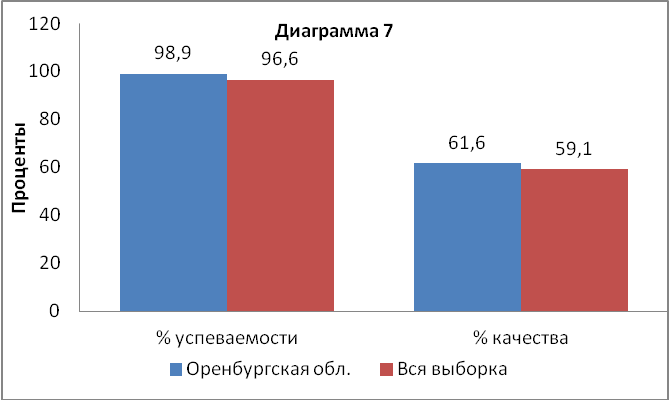 Диаграмма 7
Проценты
120
100
80
60
40
20
0
98,9
96,6
61,6
59,1
% успеваемости
% качества
Оренбургская обл.
Вся выборка